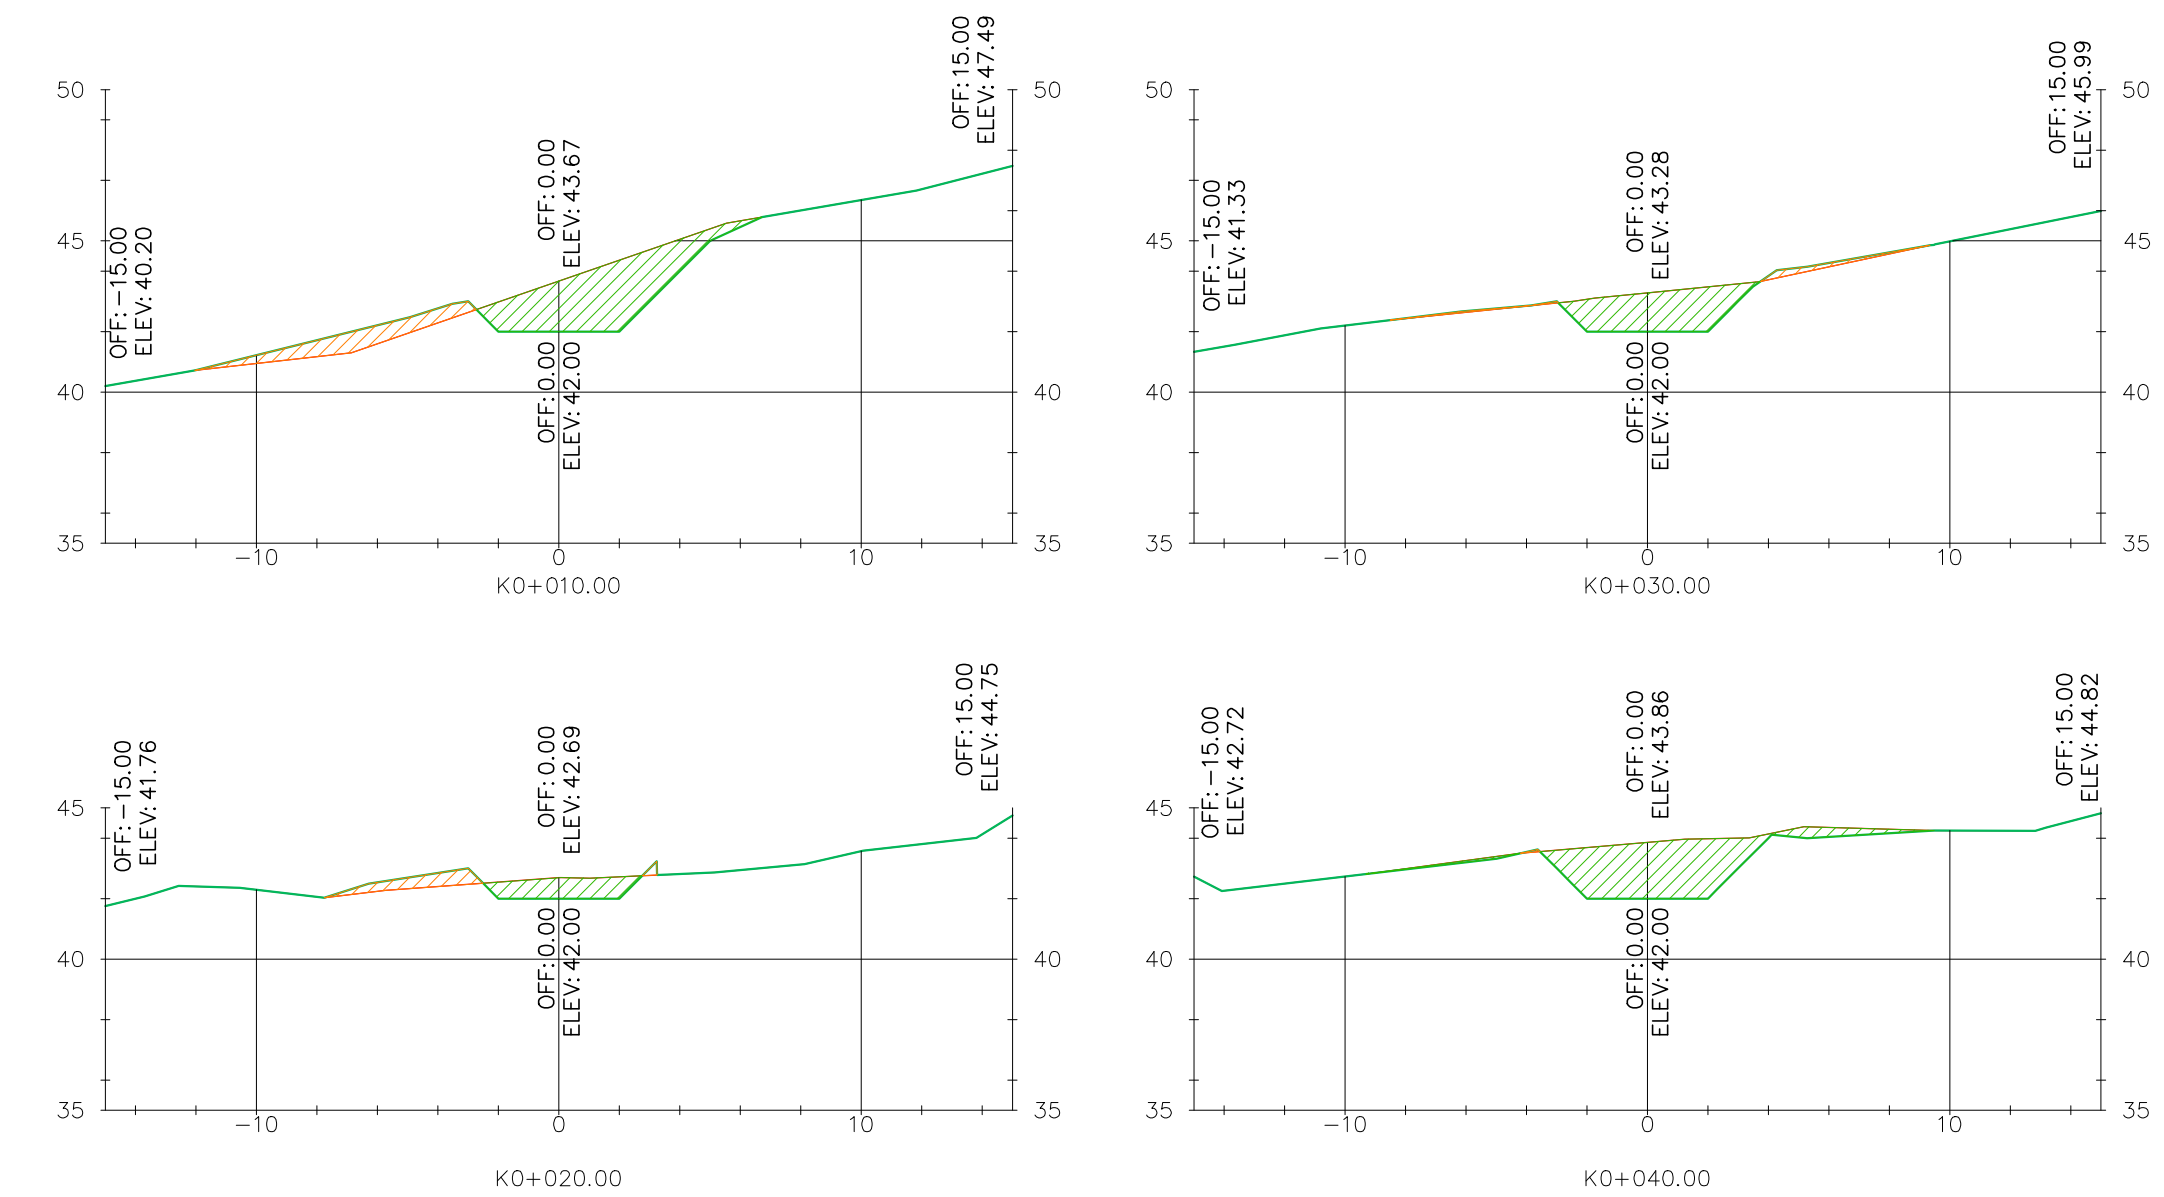 50
45
40
35
OFF:-15.00
ELEV:40.20
OFF:0.00
ELEV:43.67
OFF:0.00
ELEV:42.00
OFF:15.00
ELEV:47.49
50
45
40
35
-10
0
10
K0+010.00
50
45
40
35
OFF:-15.00
ELEV:41.33
OFF:0.00
ELEV:43.28
OFF:0.00
ELEV:42.00
OFF:15.00
ELEV:45.99
50
45
40
35
-10
0
10
K0+030.00
45
40
35
OFF:-15.00
ELEV:41.76
OFF:0.00
ELEV:42.69
OFF:0.00
ELEV:42.00
OFF:15.00
ELEV:44.75
40
35
-10
0
10
K0+020.00
45
40
35
OFF:-15.00
ELEV:42.72
OFF:0.00
ELEV:43.86
OFF:0.00
ELEV:42.00
OFF:15.00
ELEV:44.82
40
35
-10
0
10
K0+040.00